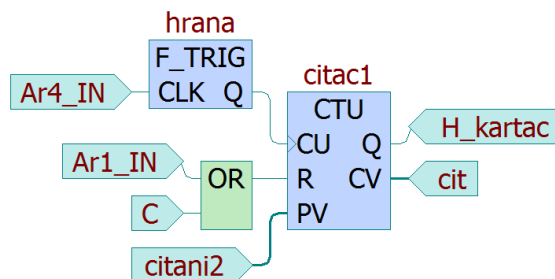 hrana
F_TRIG
CLK Q
Ar4_IN
citac1
CTU
CU Q
R CV
PV
H_kartac
cit
Ar1_IN
OR
C
citani2